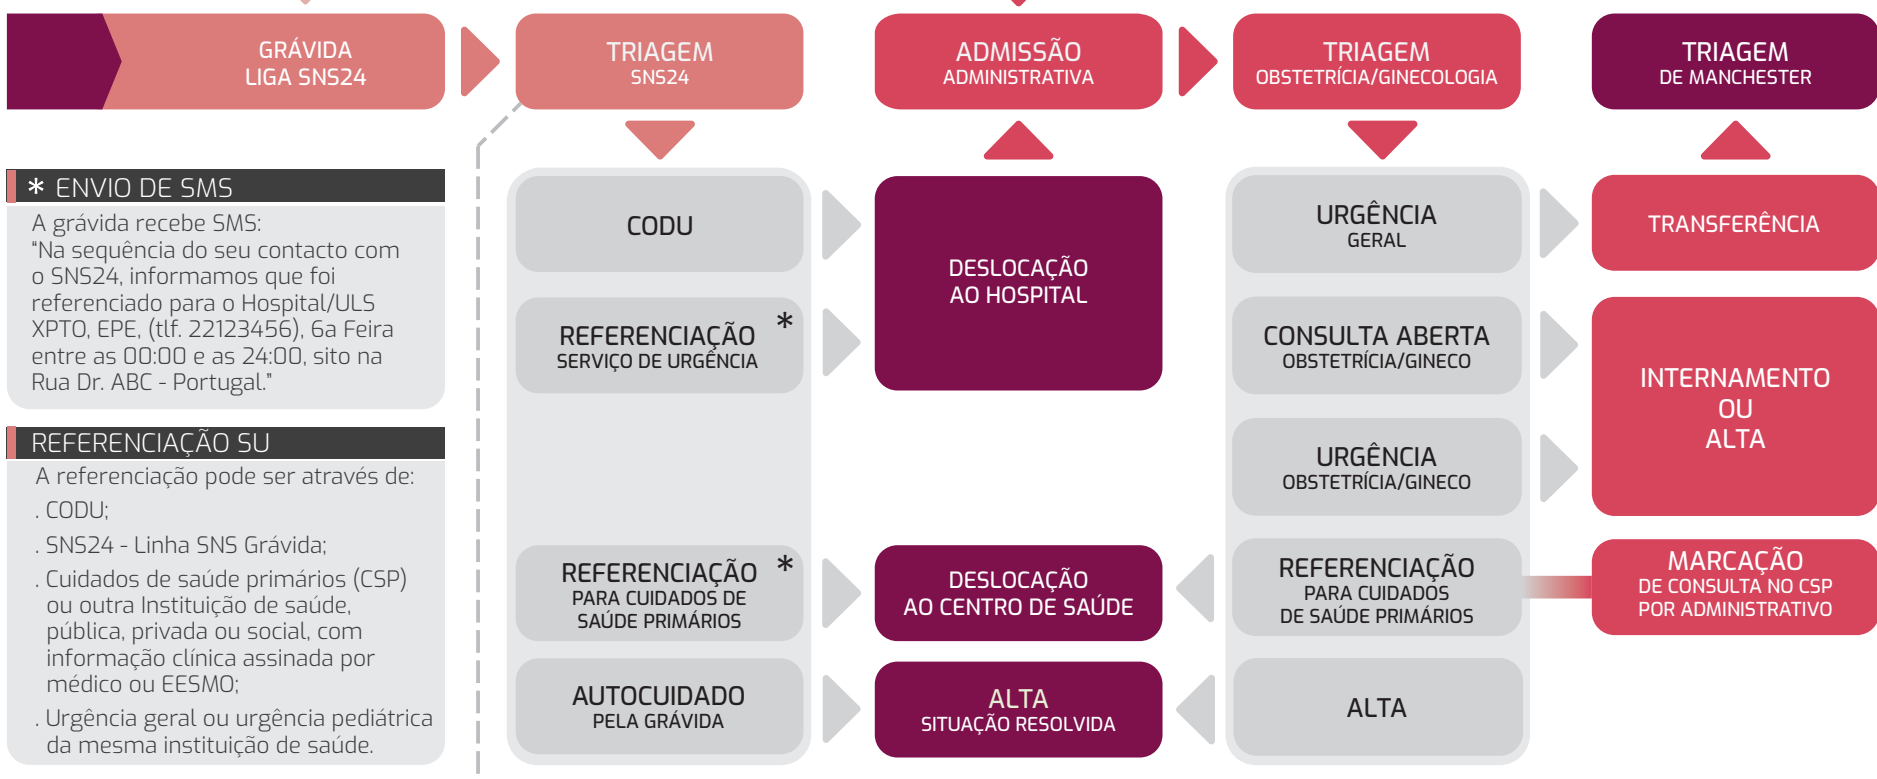 GRÁVIDA
LIGA SNS24
TRIAGEM
SNS24
ADMISSÃO
ADMINISTRATIVA
TRIAGEM
OBSTETRÍCIA/GINECOLOGIA
TRIAGEM
DE MANCHESTER
* ENVIO DE SMS
A grávida recebe SMS:
“Na sequência do seu contacto com
o SNS24, informamos que foi
referenciado para o Hospital/ULS
XPTO, EPE, (tlf. 22123456), 6a Feira
entre as 00:00 e as 24:00, sito na
Rua Dr. ABC - Portugal.”
REFERENCIAÇÃO SU
A referenciação pode ser através de:
. CODU;
. SNS24 - Linha SNS Grávida;
. Cuidados de saúde primários (CSP)
ou outra Instituição de saúde,
pública, privada ou social, com
informação clínica assinada por
médico ou EESMO;
. Urgência geral ou urgência pediátrica
da mesma instituição de saúde.
CODU
REFERENCIAÇÃO *
SERVIÇO DE URGÊNCIA
REFERENCIAÇÃO *
PARA CUIDADOS DE
SAÚDE PRIMÁRIOS
AUTOCUIDADO
PELA GRÁVIDA
DESLOCAÇÃO
AO HOSPITAL
DESLOCAÇÃO
AO CENTRO DE SAÚDE
ALTA
SITUAÇÃO RESOLVIDA
URGÊNCIA
GERAL
CONSULTA ABERTA
OBSTETRÍCIA/GINECO
URGÊNCIA
OBSTETRÍCIA/GINECO
REFERENCIAÇÃO
PARA CUIDADOS
DE SAÚDE PRIMÁRIOS
ALTA
TRANSFERÊNCIA
INTERNAMENTO
OU
ALTA
MARCAÇÃO
DE CONSULTA NO CSP
POR ADMINISTRATIVO